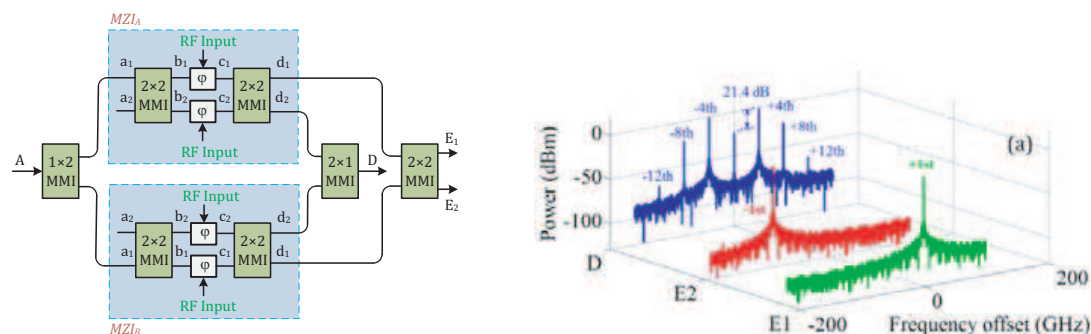 MZI_A
RF Input
a₁ b₁ φ c₁ d₁
2×2 MMI
2×2 MMI
a₂ b₂ φ c₂ d₂
RF Input
A
1×2 MMI
2×1 MMI
D
2×2 MMI
E₁
E₂
RF Input
a₂ b₂ φ c₂ d₂
2×2 MMI
2×2 MMI
a₁ b₁ φ c₁ d₁
RF Input
MZI_B
(a)
21.4 dB
-4th
+4th
-8th
+8th
-12th
+12th
-1st
+1st
Power (dBm)
0
-50
-100
D
E2
E1
-200
0
200
Frequency offset (GHz)